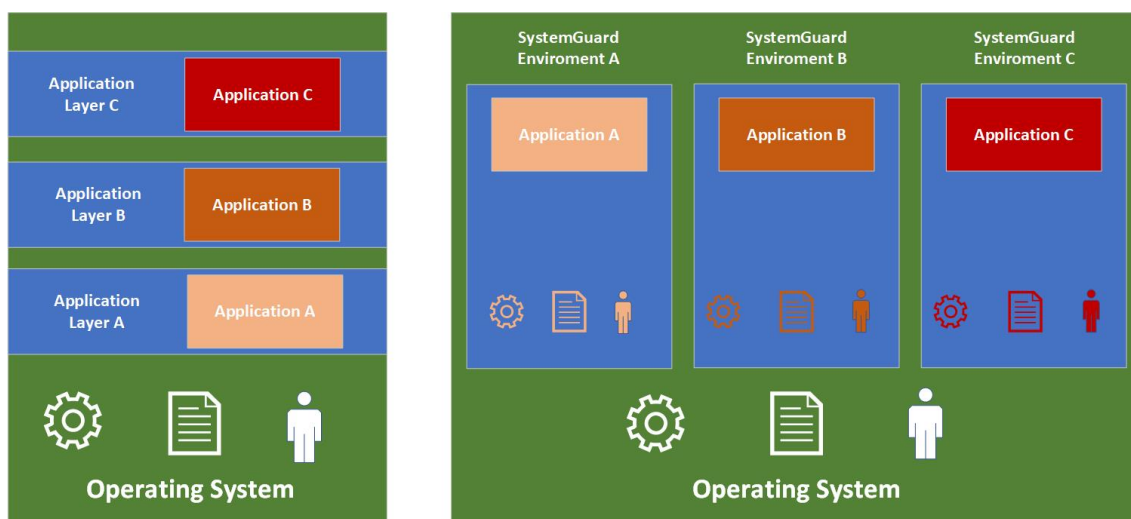 Application
Layer C
Application C
Application
Layer B
Application B
Application
Layer A
Application A
Operating System
SystemGuard
Enviroment A
SystemGuard
Enviroment B
SystemGuard
Enviroment C
Application A
Application B
Application C
Operating System